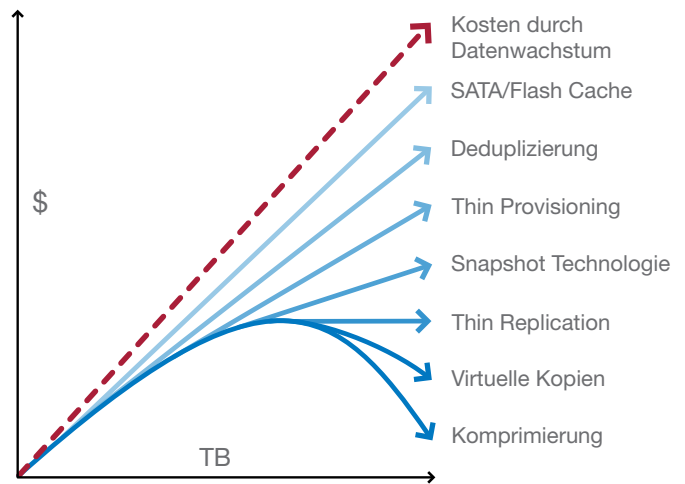 Kosten durch
Datenwachstum
SATA/Flash Cache
Deduplizierung
$
Thin Provisioning
Snapshot Technologie
Thin Replication
Virtuelle Kopien
Komprimierung
TB